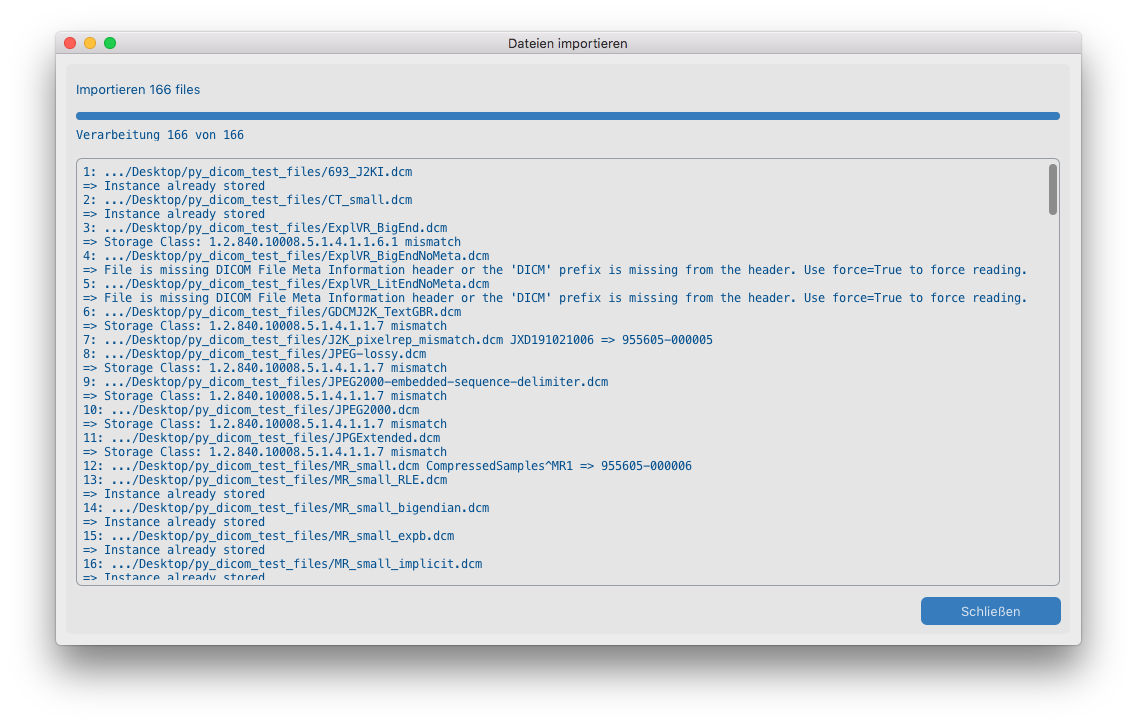 Dateien importieren
Importieren 166 files
Verarbeitung 166 von 166
1: .../Desktop/py_dicom_test_files/693_J2KI.dcm
=> Instance already stored
2: .../Desktop/py_dicom_test_files/CT_small.dcm
=> Instance already stored
3: .../Desktop/py_dicom_test_files/ExplVR_BigEnd.dcm
=> Storage Class: 1.2.840.10008.5.1.4.1.1.6.1 mismatch
4: .../Desktop/py_dicom_test_files/ExplVR_BigEndNoMeta.dcm
=> File is missing DICOM File Meta Information header or the 'DICM' prefix is missing from the header. Use force=True to force reading.
5: .../Desktop/py_dicom_test_files/ExplVR_LitEndNoMeta.dcm
=> File is missing DICOM File Meta Information header or the 'DICM' prefix is missing from the header. Use force=True to force reading.
6: .../Desktop/py_dicom_test_files/GDCMJ2K_TextGBR.dcm
=> Storage Class: 1.2.840.10008.5.1.4.1.1.7 mismatch
7: .../Desktop/py_dicom_test_files/J2K_pixelrep_mismatch.dcm JXD191021006 => 955605-000005
8: .../Desktop/py_dicom_test_files/JPEG-lossy.dcm
=> Storage Class: 1.2.840.10008.5.1.4.1.1.7 mismatch
9: .../Desktop/py_dicom_test_files/JPEG2000-embedded-sequence-delimiter.dcm
=> Storage Class: 1.2.840.10008.5.1.4.1.1.7 mismatch
10: .../Desktop/py_dicom_test_files/JPEG2000.dcm
=> Storage Class: 1.2.840.10008.5.1.4.1.1.7 mismatch
11: .../Desktop/py_dicom_test_files/JPGExtended.dcm
=> Storage Class: 1.2.840.10008.5.1.4.1.1.7 mismatch
12: .../Desktop/py_dicom_test_files/MR_small.dcm CompressedSamples^MR1 => 955605-000006
13: .../Desktop/py_dicom_test_files/MR_small_RLE.dcm
=> Instance already stored
14: .../Desktop/py_dicom_test_files/MR_small_bigendian.dcm
=> Instance already stored
15: .../Desktop/py_dicom_test_files/MR_small_expb.dcm
=> Instance already stored
16: .../Desktop/py_dicom_test_files/MR_small_implicit.dcm
=> Instance already stored
Schließen